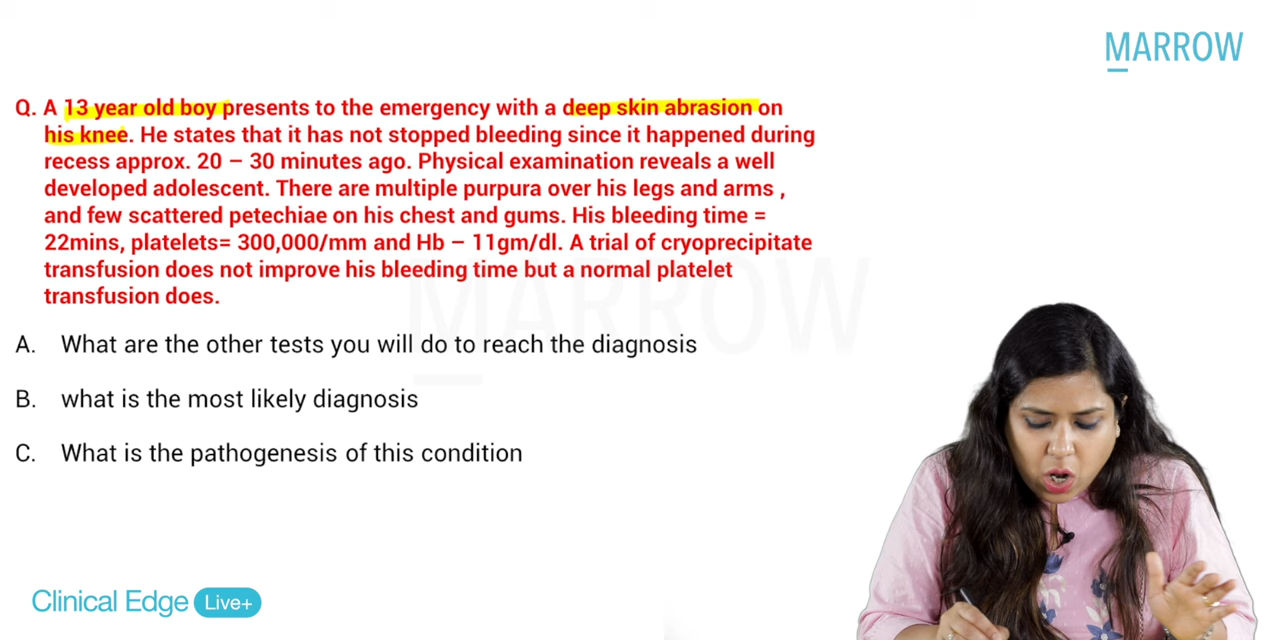 MARROW
Q. A 13 year old boy presents to the emergency with a deep skin abrasion on
his knee. He states that it has not stopped bleeding since it happened during
recess approx. 20 – 30 minutes ago. Physical examination reveals a well
developed adolescent. There are multiple purpura over his legs and arms ,
and few scattered petechiae on his chest and gums. His bleeding time =
22mins, platelets= 300,000/mm and Hb – 11gm/dl. A trial of cryoprecipitate
transfusion does not improve his bleeding time but a normal platelet
transfusion does.
MARROW
A. What are the other tests you will do to reach the diagnosis
B. what is the most likely diagnosis
C. What is the pathogenesis of this condition
Clinical Edge Live+